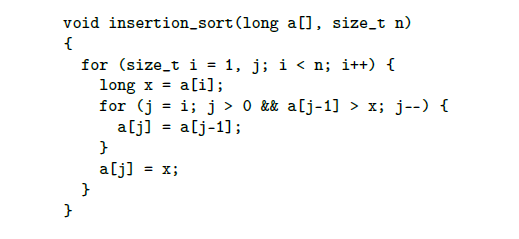 void insertion_sort(long a[], size_t n)
{
  for (size_t i = 1, j; i < n; i++) {
    long x = a[i];
    for (j = i; j > 0 && a[j-1] > x; j--) {
      a[j] = a[j-1];
    }
    a[j] = x;
  }
}